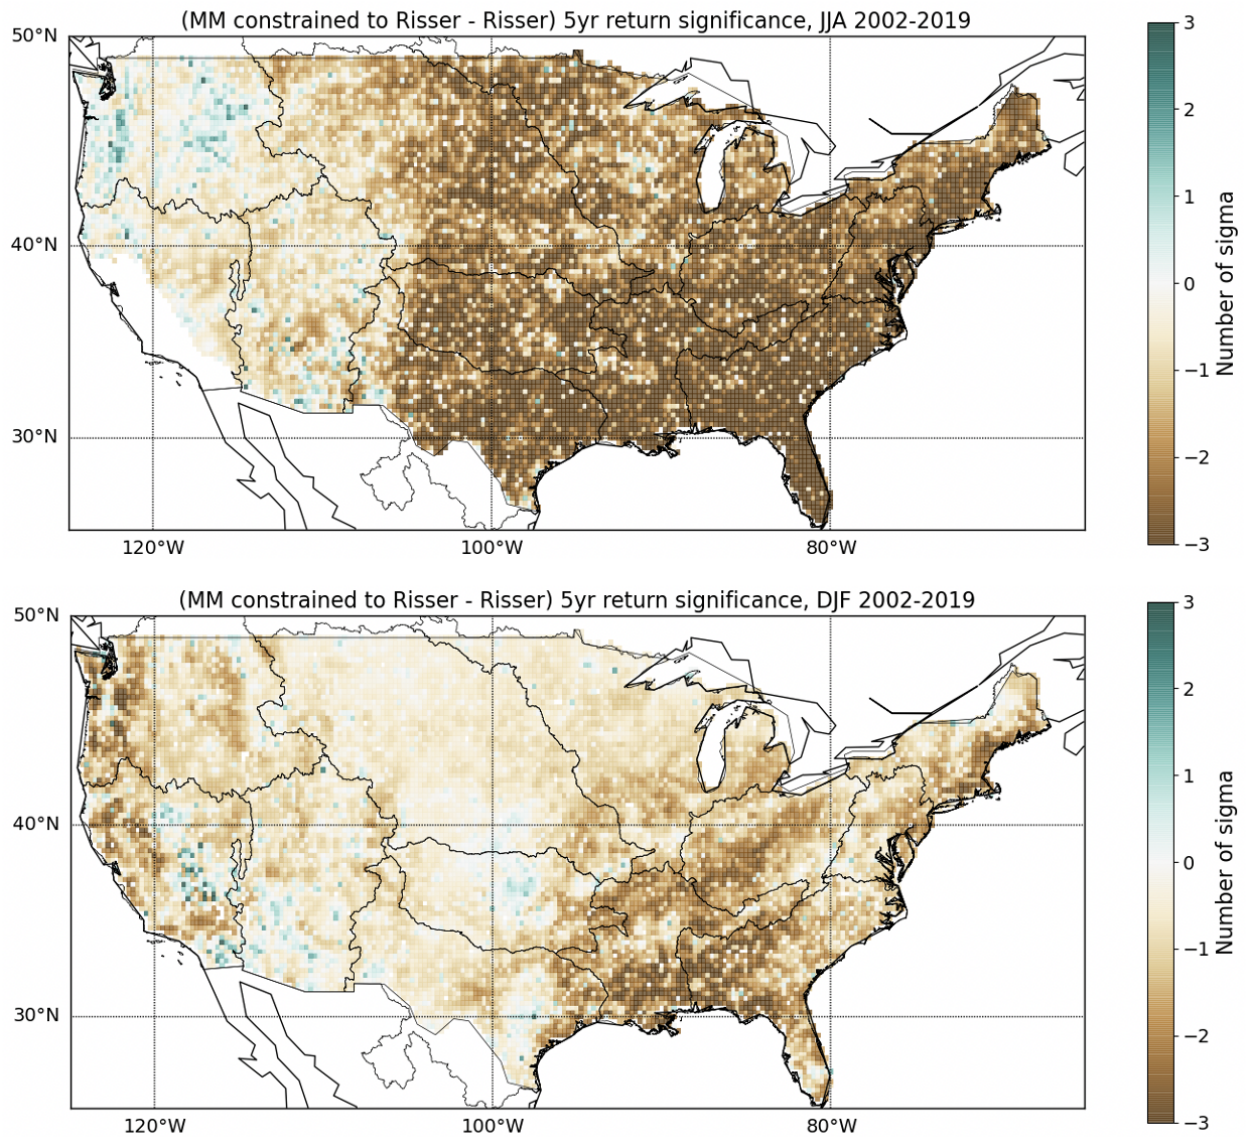 (MM constrained to Risser - Risser) 5yr return significance, JJA 2002-2019
50°N
40°N
30°N
120°W
100°W
80°W
3
2
1
0
−1
−2
−3
Number of sigma
(MM constrained to Risser - Risser) 5yr return significance, DJF 2002-2019
50°N
40°N
30°N
120°W
100°W
80°W
3
2
1
0
−1
−2
−3
Number of sigma